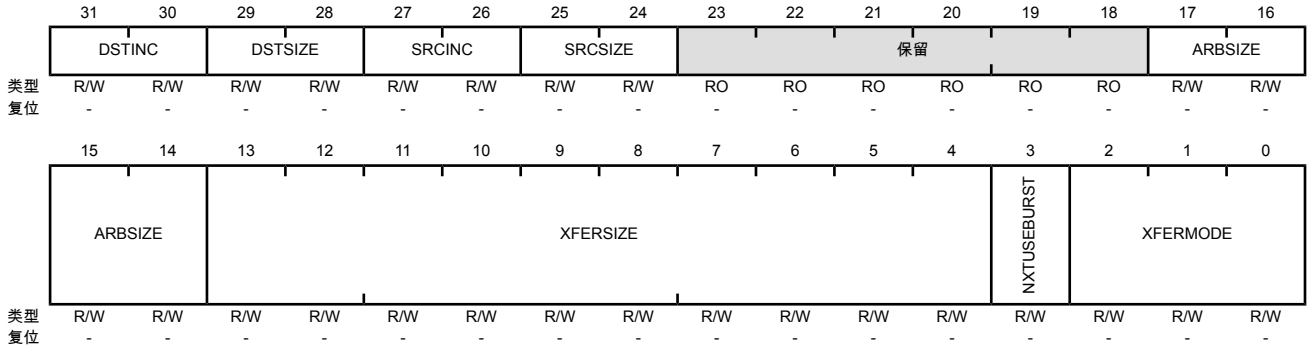 31 30 29 28 27 26 25 24 23 22 21 20 19 18 17 16
DSTINC DSTSIZE SRCINC SRCSIZE 保留 ARBSIZE
类型 R/W R/W R/W R/W R/W R/W R/W R/W RO RO RO RO RO RO R/W R/W
复位 - - - - - - - - - - - - - - - -
15 14 13 12 11 10 9 8 7 6 5 4 3 2 1 0
ARBSIZE XFERSIZE NXTUSEBURST XFERMODE
类型 R/W R/W R/W R/W R/W R/W R/W R/W R/W R/W R/W R/W R/W R/W R/W R/W
复位 - - - - - - - - - - - - - - - -